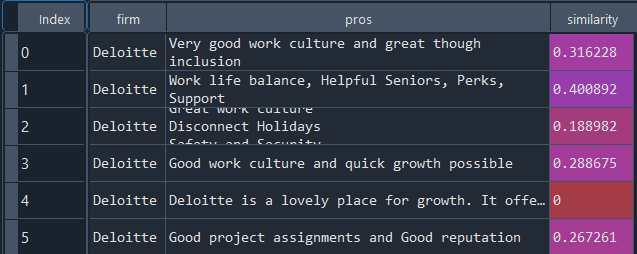 Index firm pros similarity
0 Deloitte Very good work culture and great though
inclusion 0.316228
1 Deloitte Work life balance, Helpful Seniors, Perks,
Support 0.400892
Great work culture
2 Deloitte Disconnect Holidays 0.188982
Safety and Security
3 Deloitte Good work culture and quick growth possible 0.288675
4 Deloitte Deloitte is a lovely place for growth. It offe… 0
5 Deloitte Good project assignments and Good reputation 0.267261